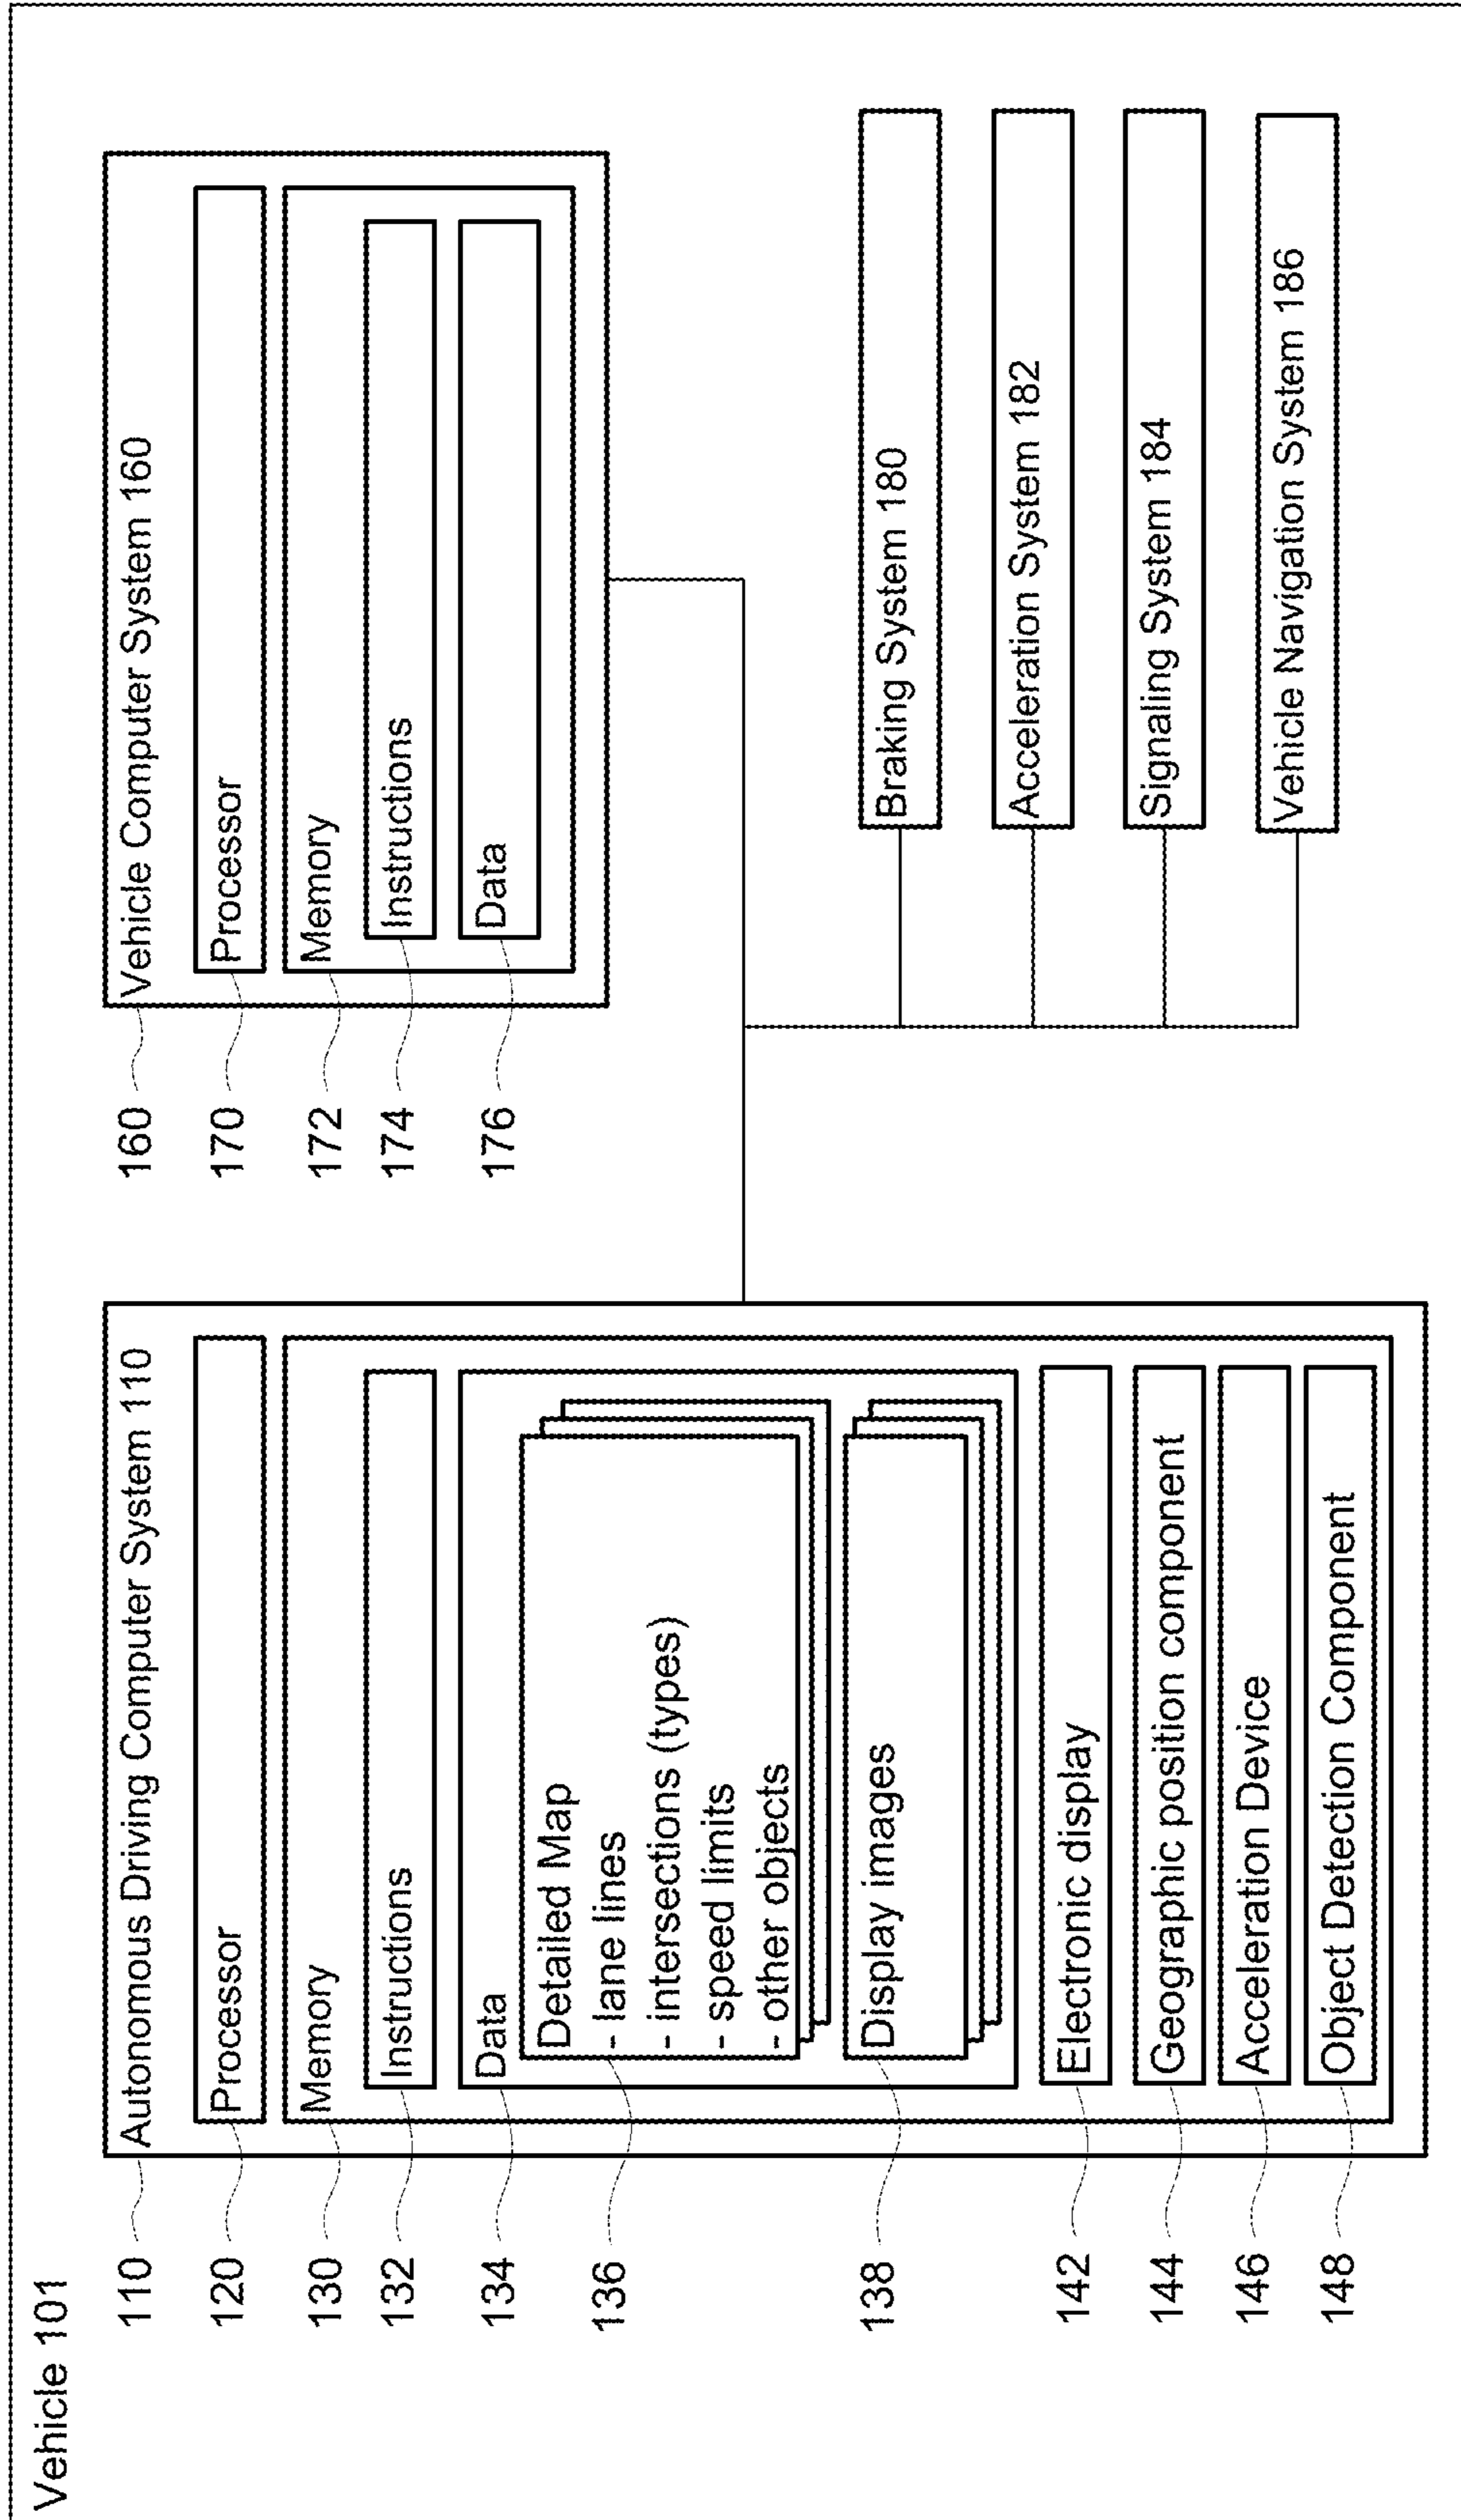 Vehicle 101
110
Autonomous Driving Computer System 110
120
Processor
130
Memory
132
Instructions
134
Data
136
Detailed Map
- lane lines
- intersections (types)
- speed limits
- other objects
138
Display images
142
Electronic display
144
Geographic position component
146
Acceleration Device
148
Object Detection Component
160
Vehicle Computer System 160
170
Processor
172
Memory
174
Instructions
176
Data
Braking System 180
Acceleration System 182
Signaling System 184
Vehicle Navigation System 186